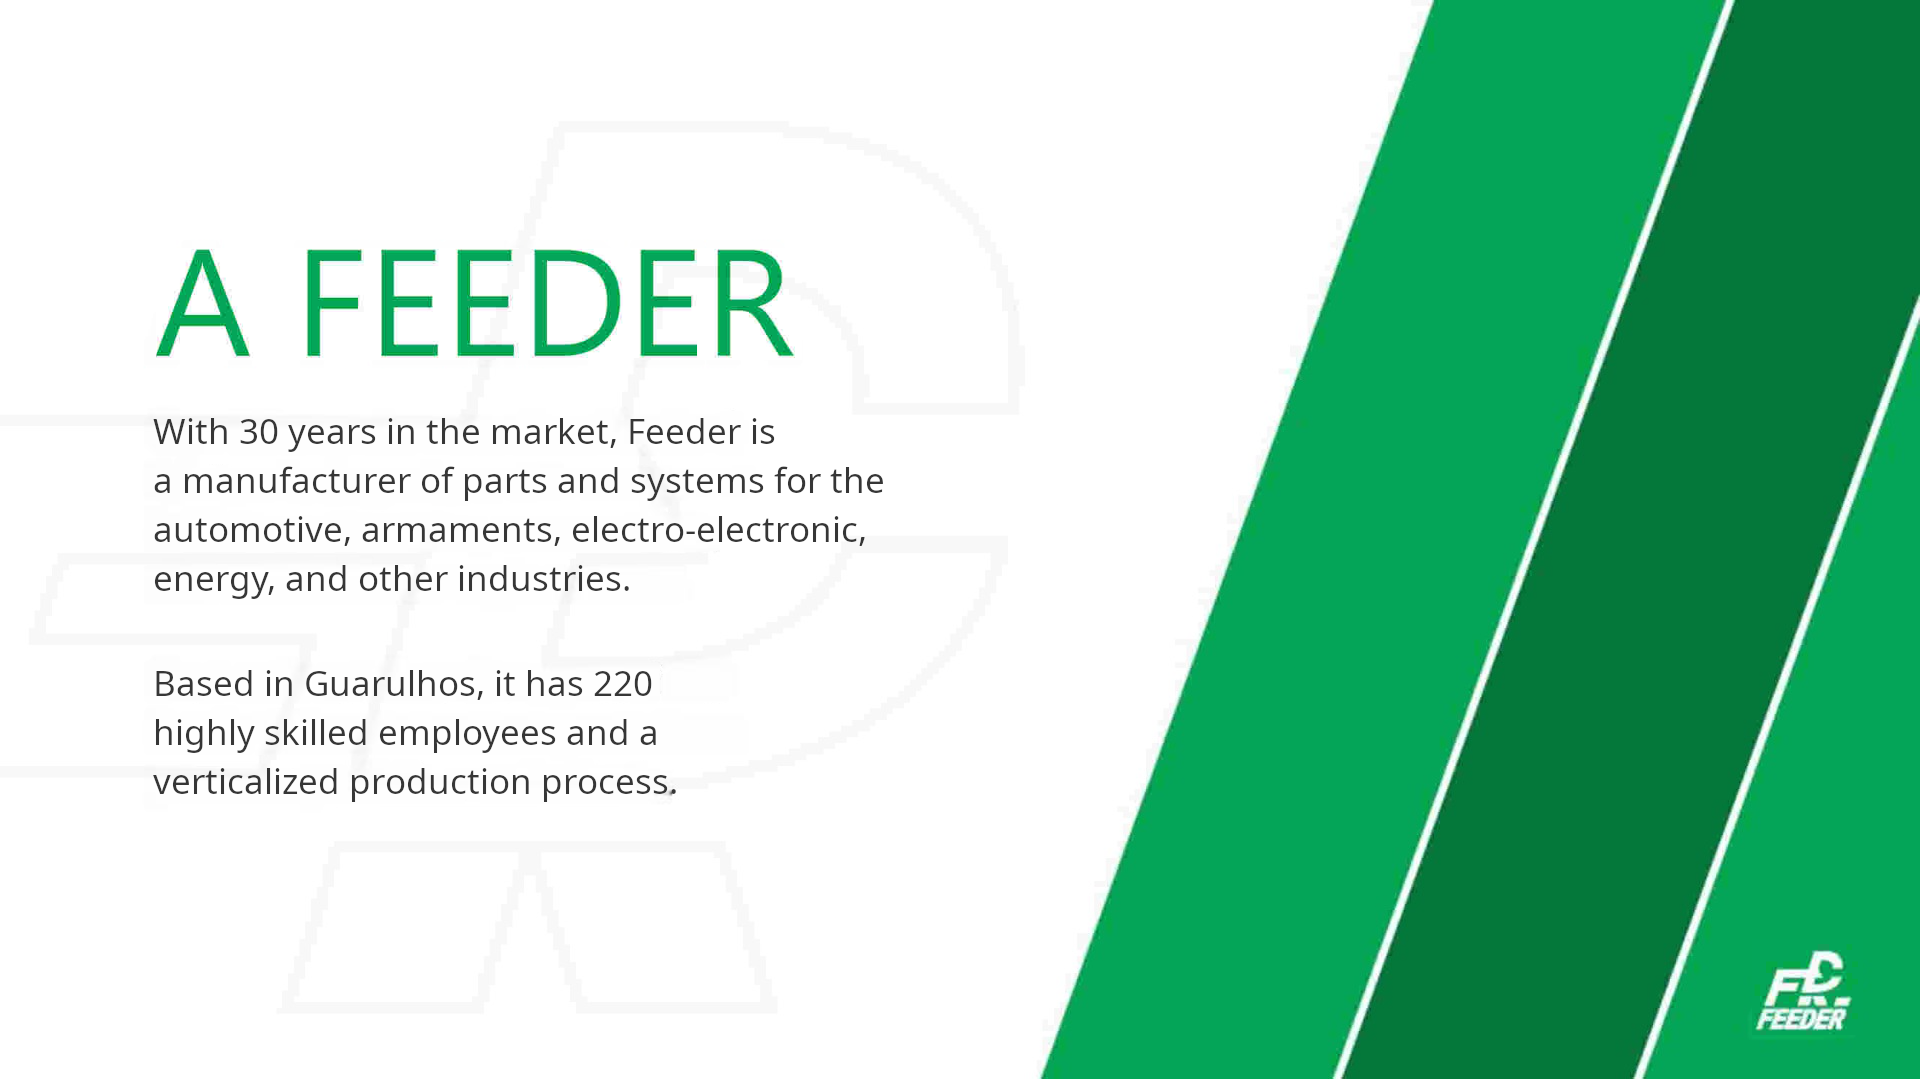 A FEEDER
With 30 years in the market, Feeder is
a manufacturer of parts and systems for the
automotive, armaments, electro-electronic,
energy, and other industries.
Based in Guarulhos, it has 220
highly skilled employees and a
verticalized production process.
FDR.
FEEDER